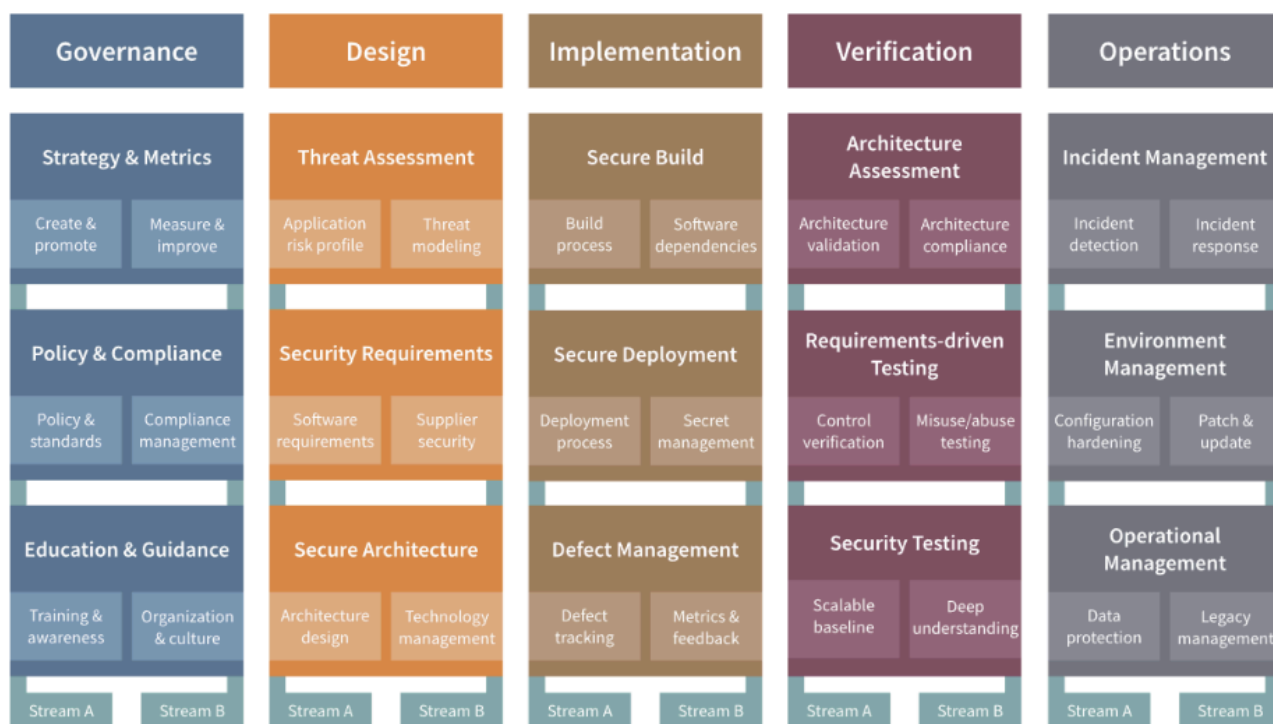 Governance
Design
Implementation
Verification
Operations
Strategy & Metrics
Create &
promote
Measure &
improve
Threat Assessment
Application
risk profile
Threat
modeling
Secure Build
Build
process
Software
dependencies
Architecture
Assessment
Architecture
validation
Architecture
compliance
Incident Management
Incident
detection
Incident
response
Policy & Compliance
Policy &
standards
Compliance
management
Security Requirements
Software
requirements
Supplier
security
Secure Deployment
Deployment
process
Secret
management
Requirements-driven
Testing
Control
verification
Misuse/abuse
testing
Environment
Management
Configuration
hardening
Patch &
update
Education & Guidance
Training &
awareness
Organization
& culture
Secure Architecture
Architecture
design
Technology
management
Defect Management
Defect
tracking
Metrics &
feedback
Security Testing
Scalable
baseline
Deep
understanding
Operational
Management
Data
protection
Legacy
management
Stream A
Stream B
Stream A
Stream B
Stream A
Stream B
Stream A
Stream B
Stream A
Stream B